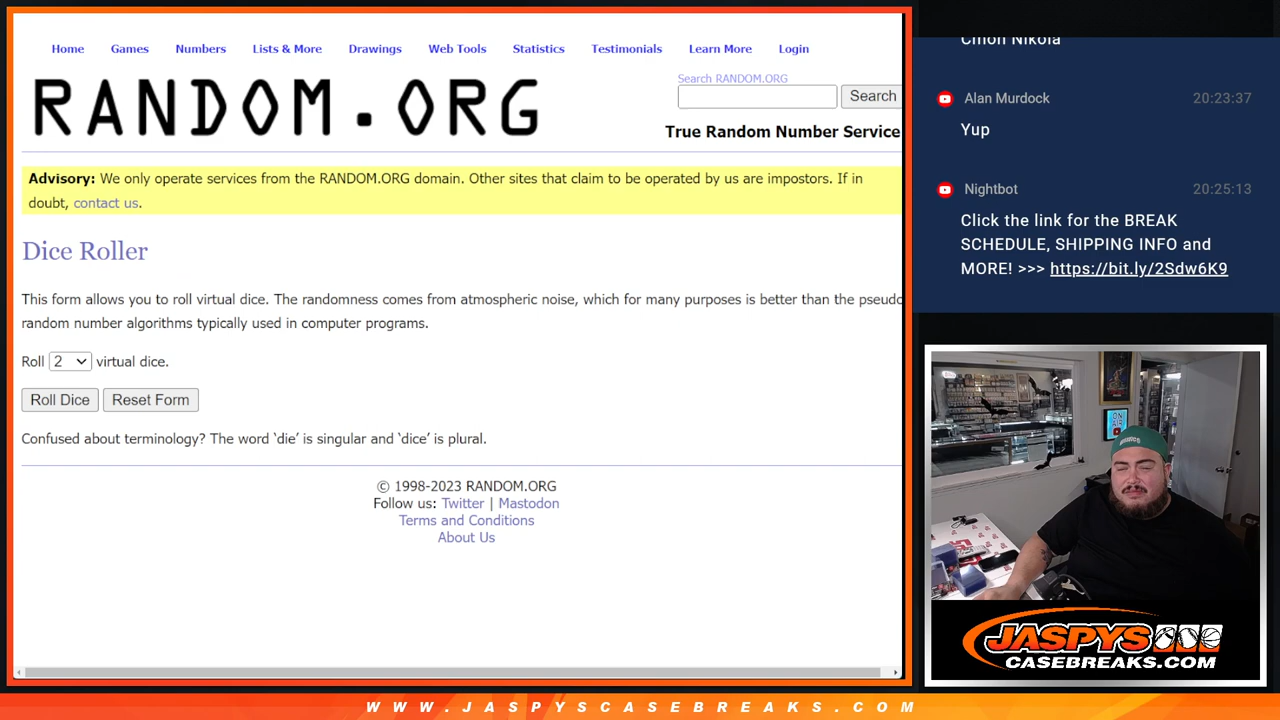 Home Games Numbers Lists & More Drawings Web Tools Statistics Testimonials Learn More Login
RANDOM.ORG
Search RANDOM.ORG
Search
True Random Number Service
Advisory: We only operate services from the RANDOM.ORG domain. Other sites that claim to be operated by us are impostors. If in
doubt, contact us.
Dice Roller
This form allows you to roll virtual dice. The randomness comes from atmospheric noise, which for many purposes is better than the pseudo
random number algorithms typically used in computer programs.
Roll 2 virtual dice.
Roll Dice Reset Form
Confused about terminology? The word ‘die’ is singular and ‘dice’ is plural.
© 1998-2023 RANDOM.ORG
Follow us: Twitter | Mastodon
Terms and Conditions
About Us
Cmon Nikola
Alan Murdock 20:23:37
Yup
Nightbot 20:25:13
Click the link for the BREAK
SCHEDULE, SHIPPING INFO and
MORE! >>> https://bit.ly/2Sdw6K9
ON
AIR
JASPYS
CASEBREAKS.COM
WWW.JASPYSCASEBREAKS.COM